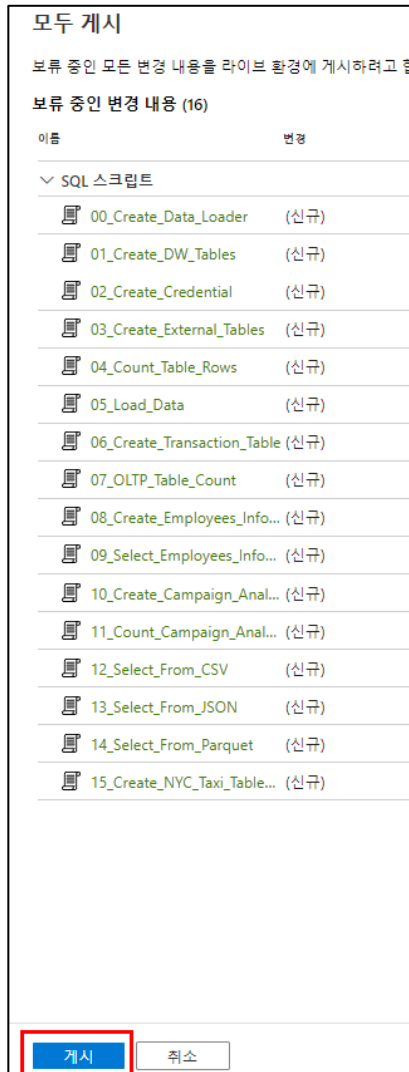 모두 게시
보류 중인 모든 변경 내용을 라이브 환경에 게시하려고
보류 중인 변경 내용 (16)
이름 변경
SQL 스크립트
00_Create_Data_Loader (신규)
01_Create_DW_Tables (신규)
02_Create_Credential (신규)
03_Create_External_Tables (신규)
04_Count_Table_Rows (신규)
05_Load_Data (신규)
06_Create_Transaction_Table (신규)
07_OLTP_Table_Count (신규)
08_Create_Employees_Info... (신규)
09_Select_Employees_Info... (신규)
10_Create_Campaign_Anal... (신규)
11_Count_Campaign_Anal... (신규)
12_Select_From_CSV (신규)
13_Select_From_JSON (신규)
14_Select_From_Parquet (신규)
15_Create_NYC_Taxi_Table... (신규)
게시 취소